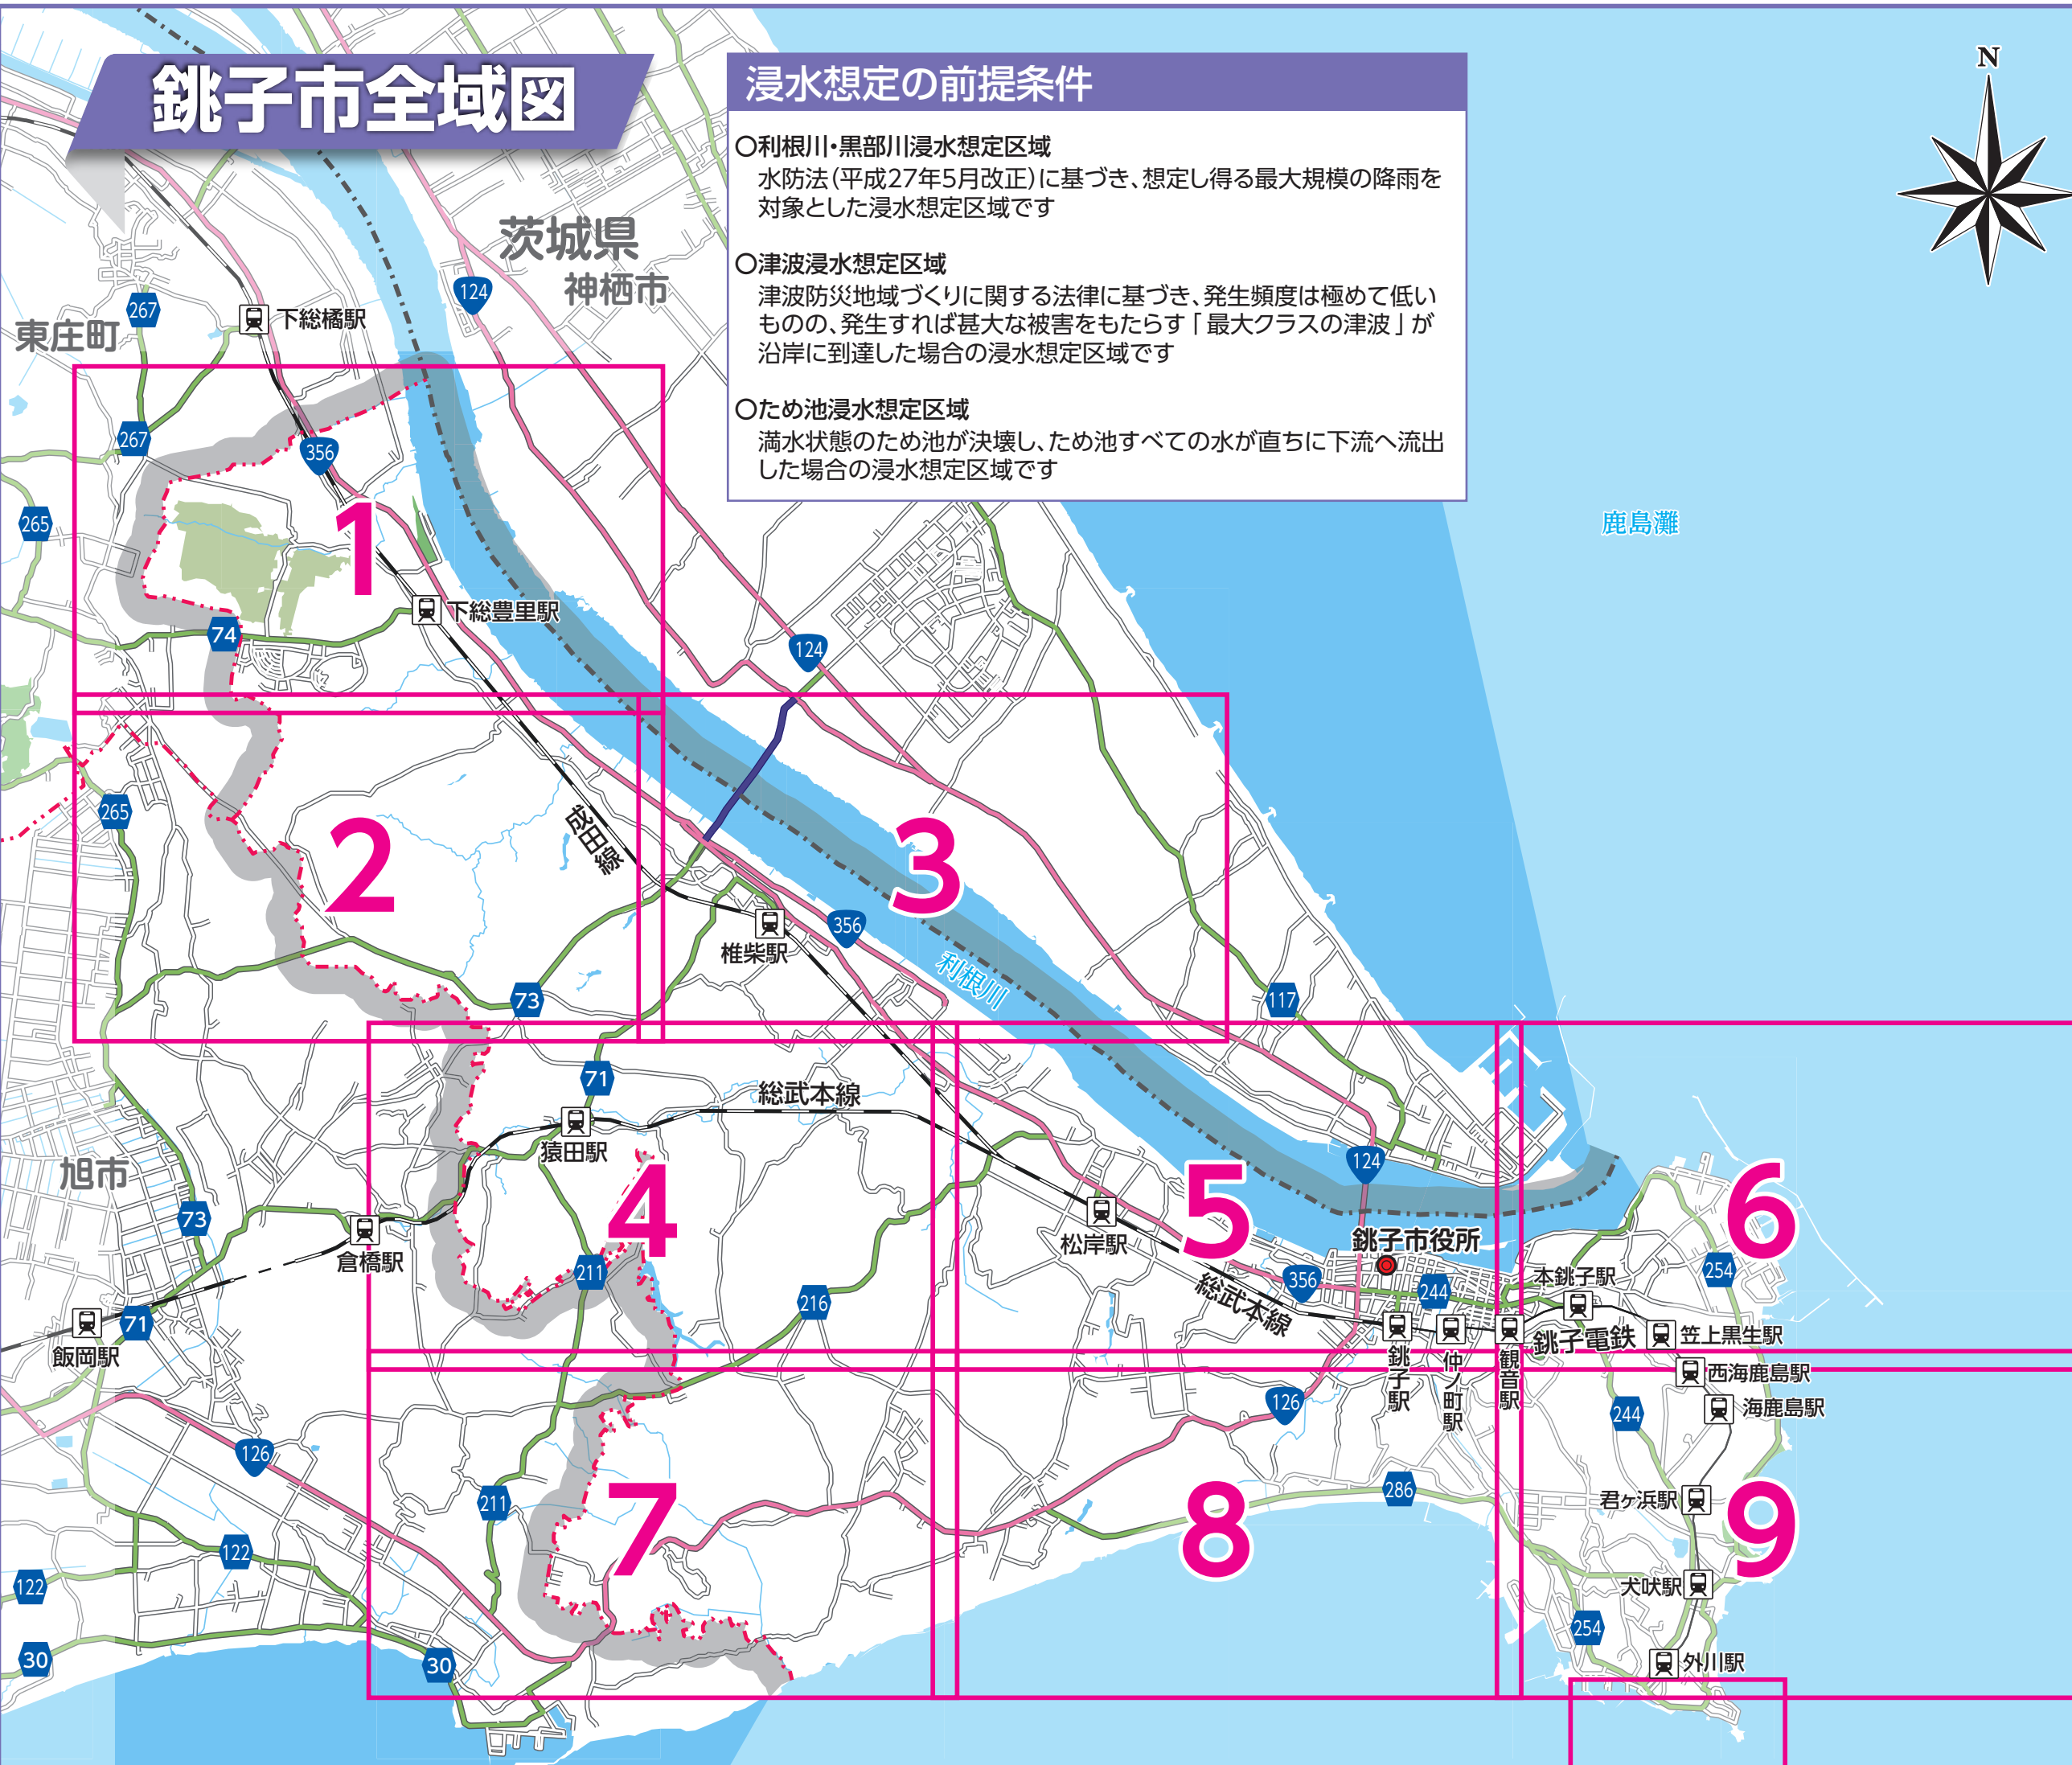 銚子市全域図
浸水想定の前提条件
○利根川・黒部川浸水想定区域
水防法（平成27年5月改正）に基づき、想定し得る最大規模の降雨を
対象とした浸水想定区域です
○津波浸水想定区域
津波防災地域づくりに関する法律に基づき、発生頻度は極めて低い
ものの、発生すれば甚大な被害をもたらす「最大クラスの津波」が
沿岸に到達した場合の浸水想定区域です
○ため池浸水想定区域
満水状態のため池が決壊し、ため池すべての水が直ちに下流へ流出
した場合の浸水想定区域です
N
茨城県
神栖市
124
267
下総橘駅
東庄町
267
356
265
1
鹿島灘
下総豊里駅
74
124
265
2
成田線
3
356
椎柴駅
利根川
73
117
71
総武本線
猿田駅
旭市
4
5
6
124
73
倉橋駅
松岸駅
銚子市役所
211
254
356
244
本銚子駅
216
総武本線
71
飯岡駅
銚子電鉄
笠上黒生駅
銚子駅
仲ノ町駅
観音駅
西海鹿島駅
海鹿島駅
126
244
126
211
7
8
286
君ヶ浜駅
9
122
122
犬吠駅
254
30
30
外川駅